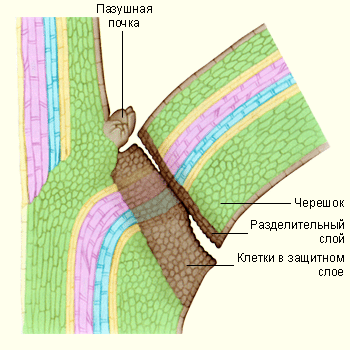 Пазушная
почка
Черешок
Разделительный
слой
Клетки в защитном
слое